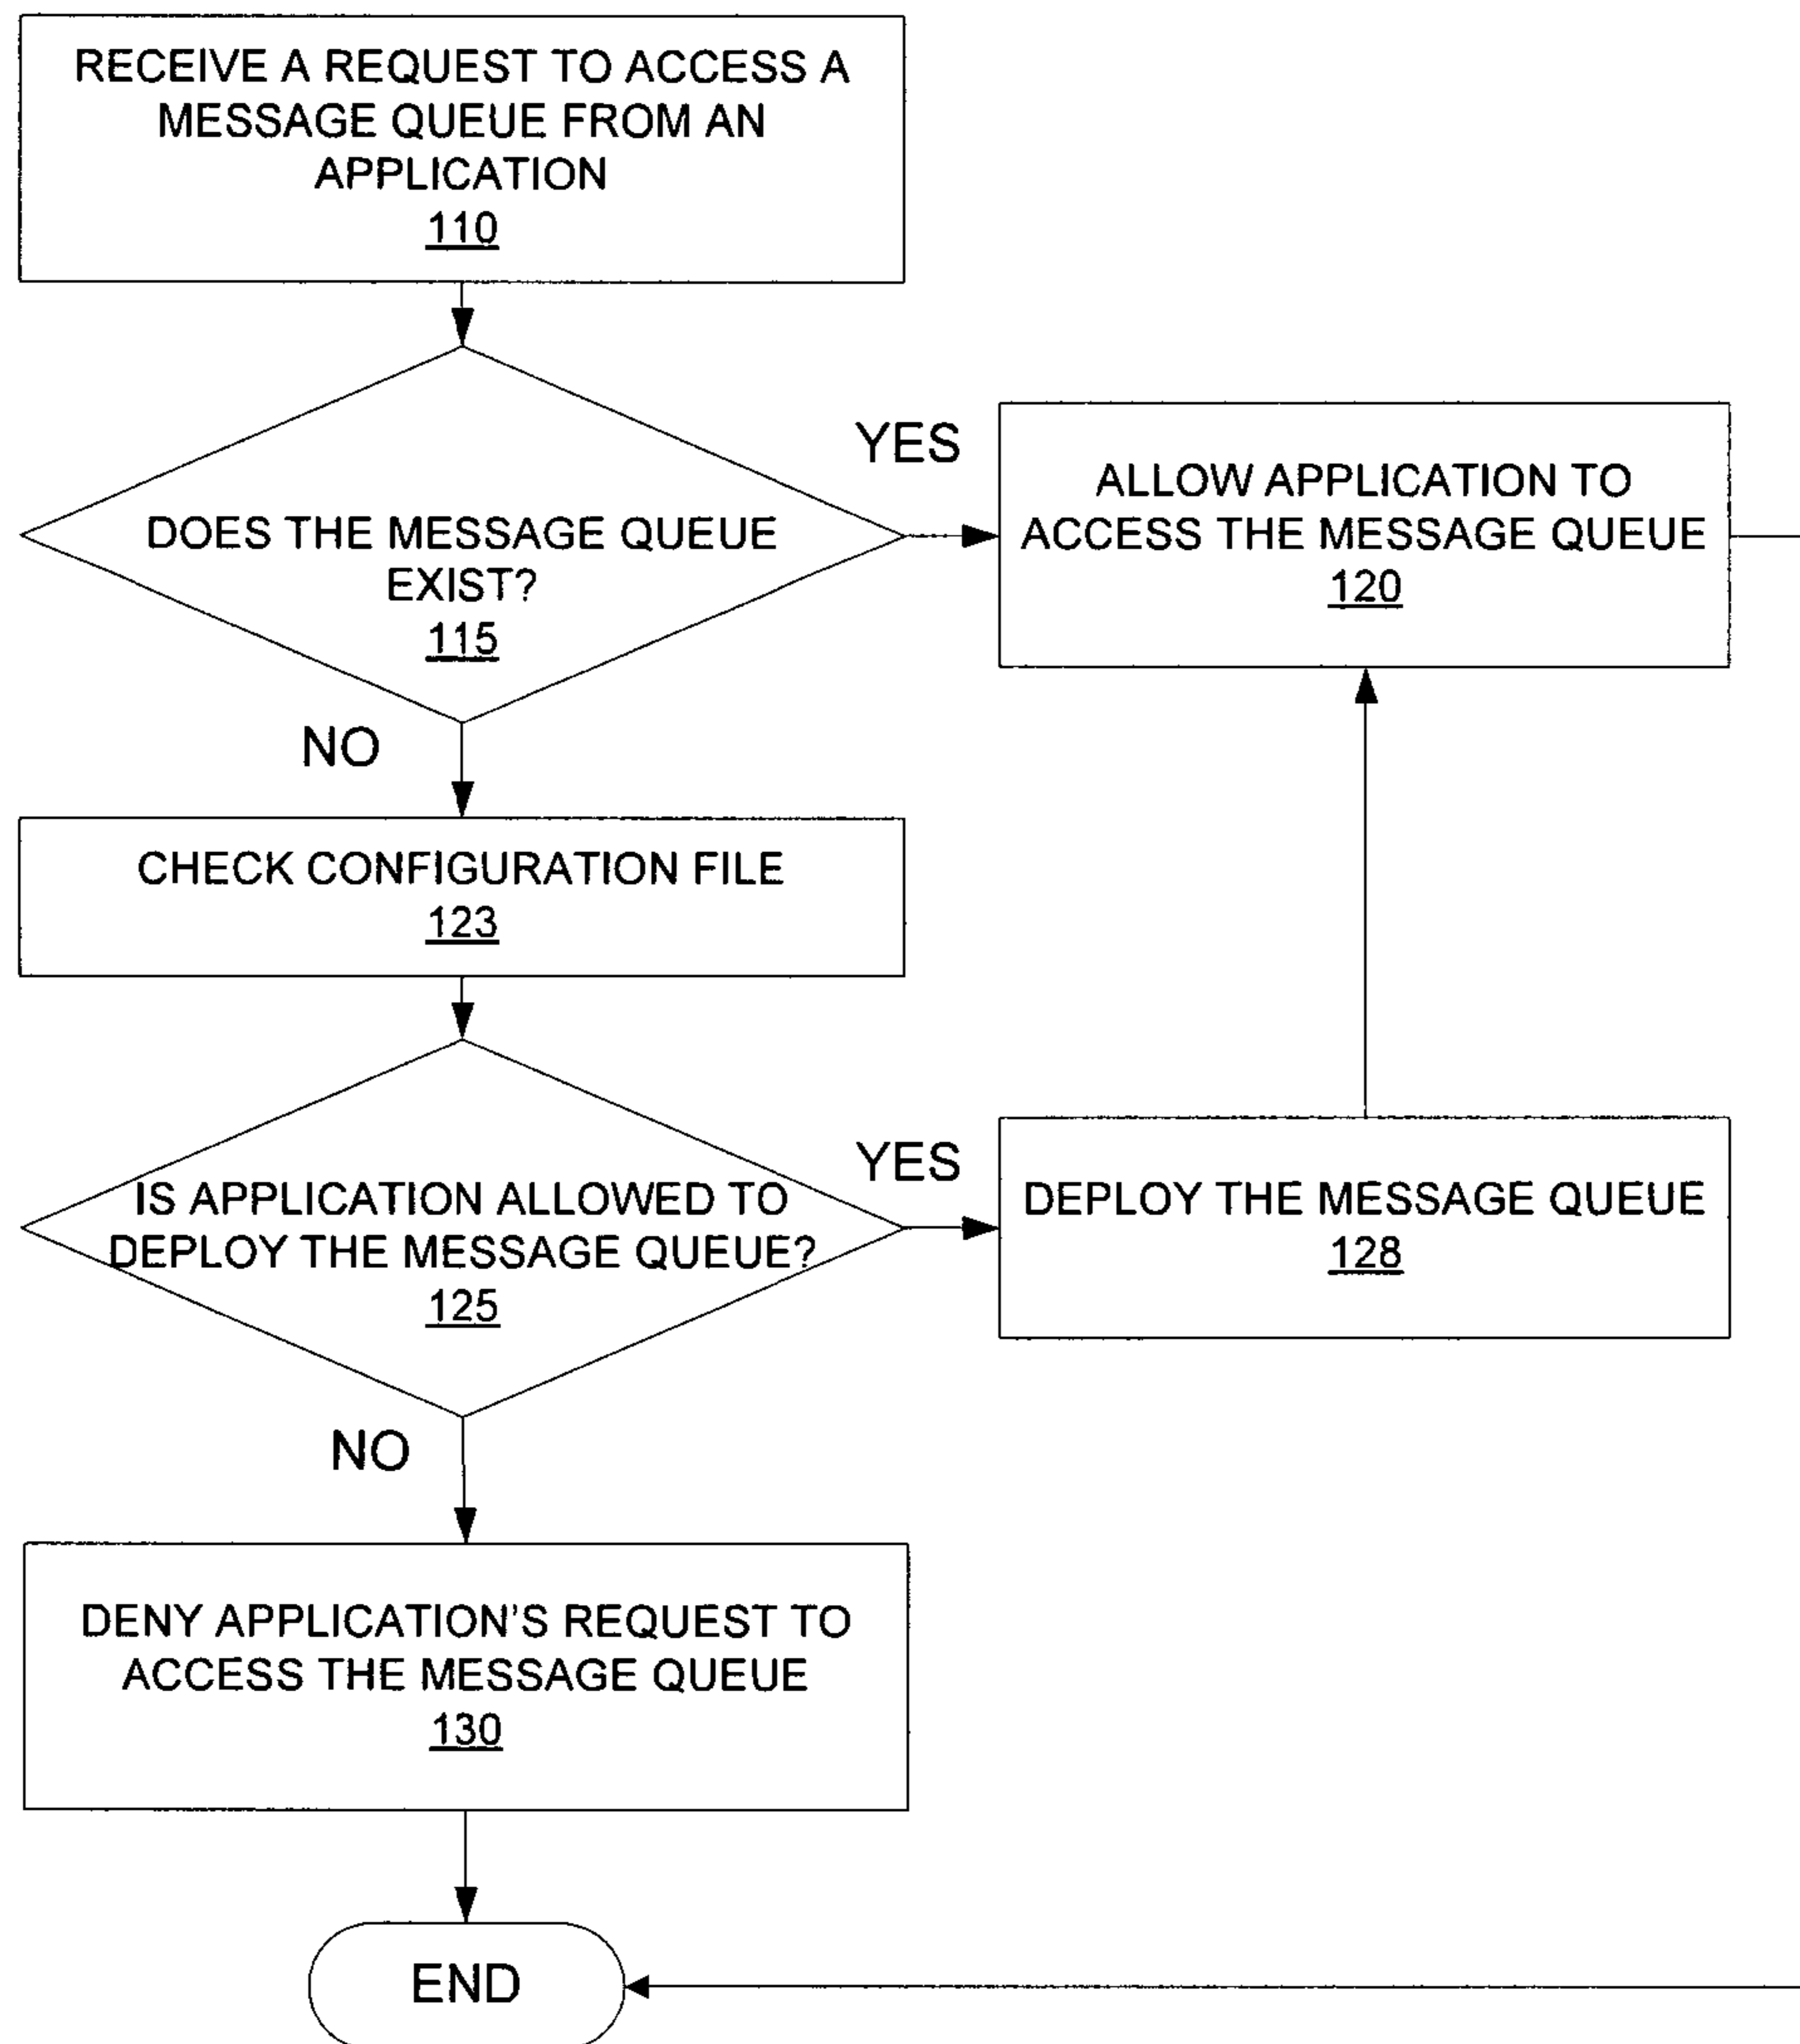 RECEIVE A REQUEST TO ACCESS A
MESSAGE QUEUE FROM AN
APPLICATION
110
YES
DOES THE MESSAGE QUEUE
EXIST?
115
ALLOW APPLICATION TO
ACCESS THE MESSAGE QUEUE
120
NO
CHECK CONFIGURATION FILE
123
YES
IS APPLICATION ALLOWED TO
DEPLOY THE MESSAGE QUEUE?
125
DEPLOY THE MESSAGE QUEUE
128
NO
DENY APPLICATION'S REQUEST TO
ACCESS THE MESSAGE QUEUE
130
END